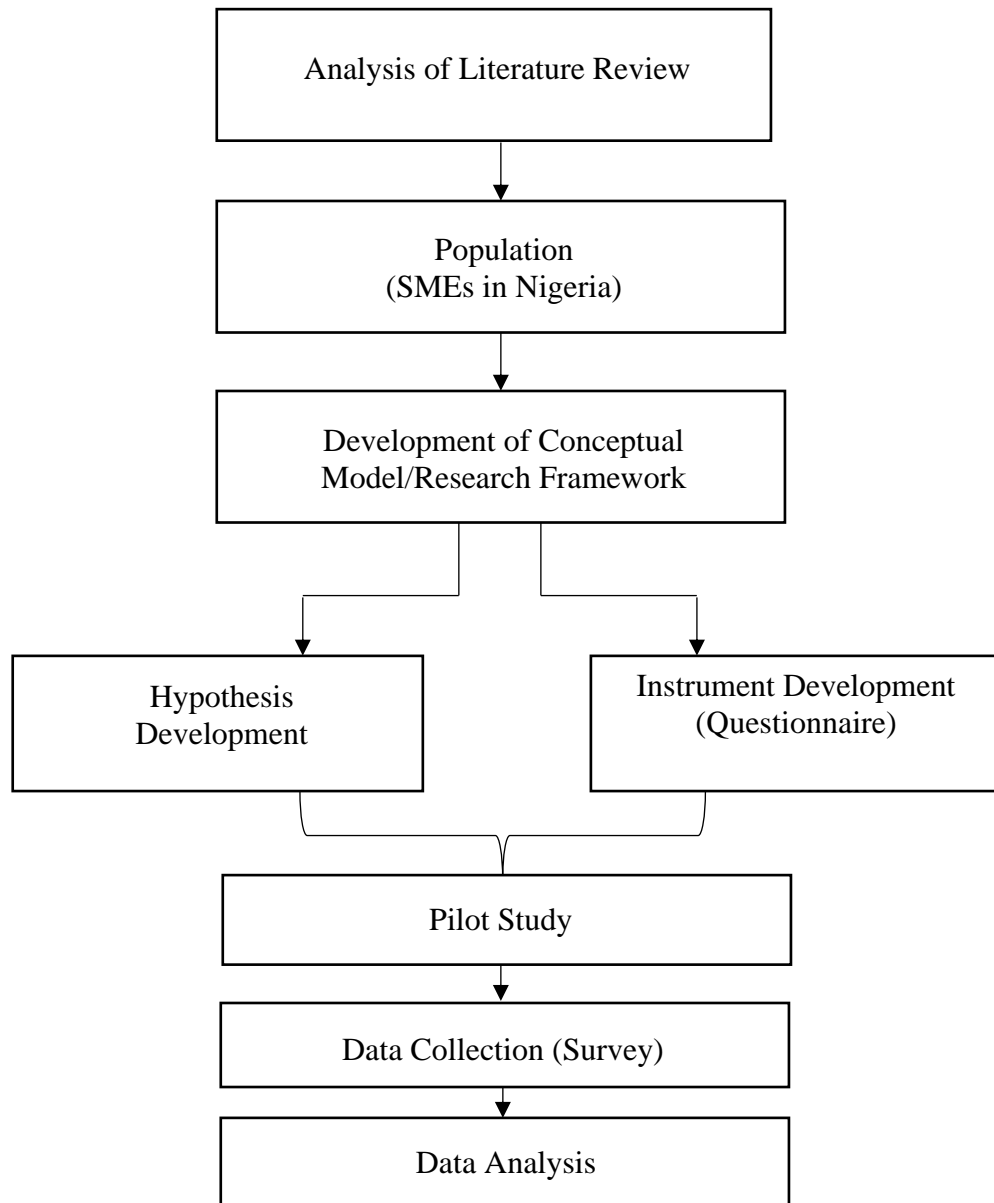 Analysis of Literature Review
Population
(SMEs in Nigeria)
Development of Conceptual
Model/Research Framework
Hypothesis
Development
Instrument Development
(Questionnaire)
Pilot Study
Data Collection (Survey)
Data Analysis